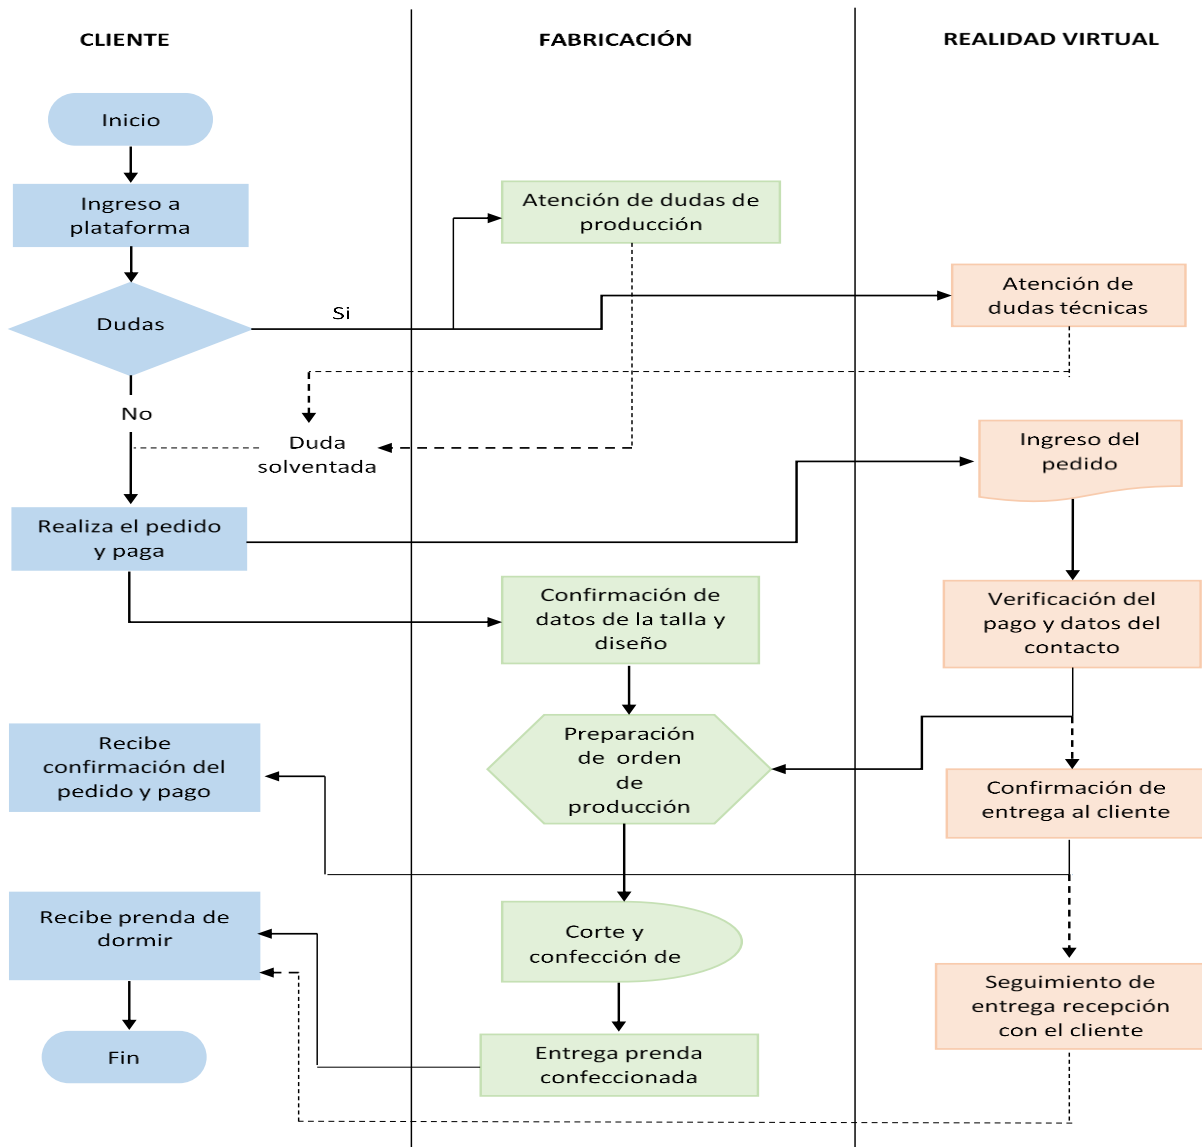 CLIENTE
FABRICACIÓN
REALIDAD VIRTUAL
Inicio
Ingreso a
plataforma
Atención de dudas de
producción
Atención de
dudas técnicas
Si
Dudas
No
Duda
solventada
Ingreso del
pedido
Realiza el pedido
y paga
Confirmación de
datos de la talla y
diseño
Verificación del
pago y datos del
contacto
Recibe
confirmación del
pedido y pago
Preparación
de orden
de
producción
Confirmación de
entrega al cliente
Recibe prenda de
dormir
Corte y
confección de
Seguimiento de
entrega recepción
con el cliente
Fin
Entrega prenda
confeccionada